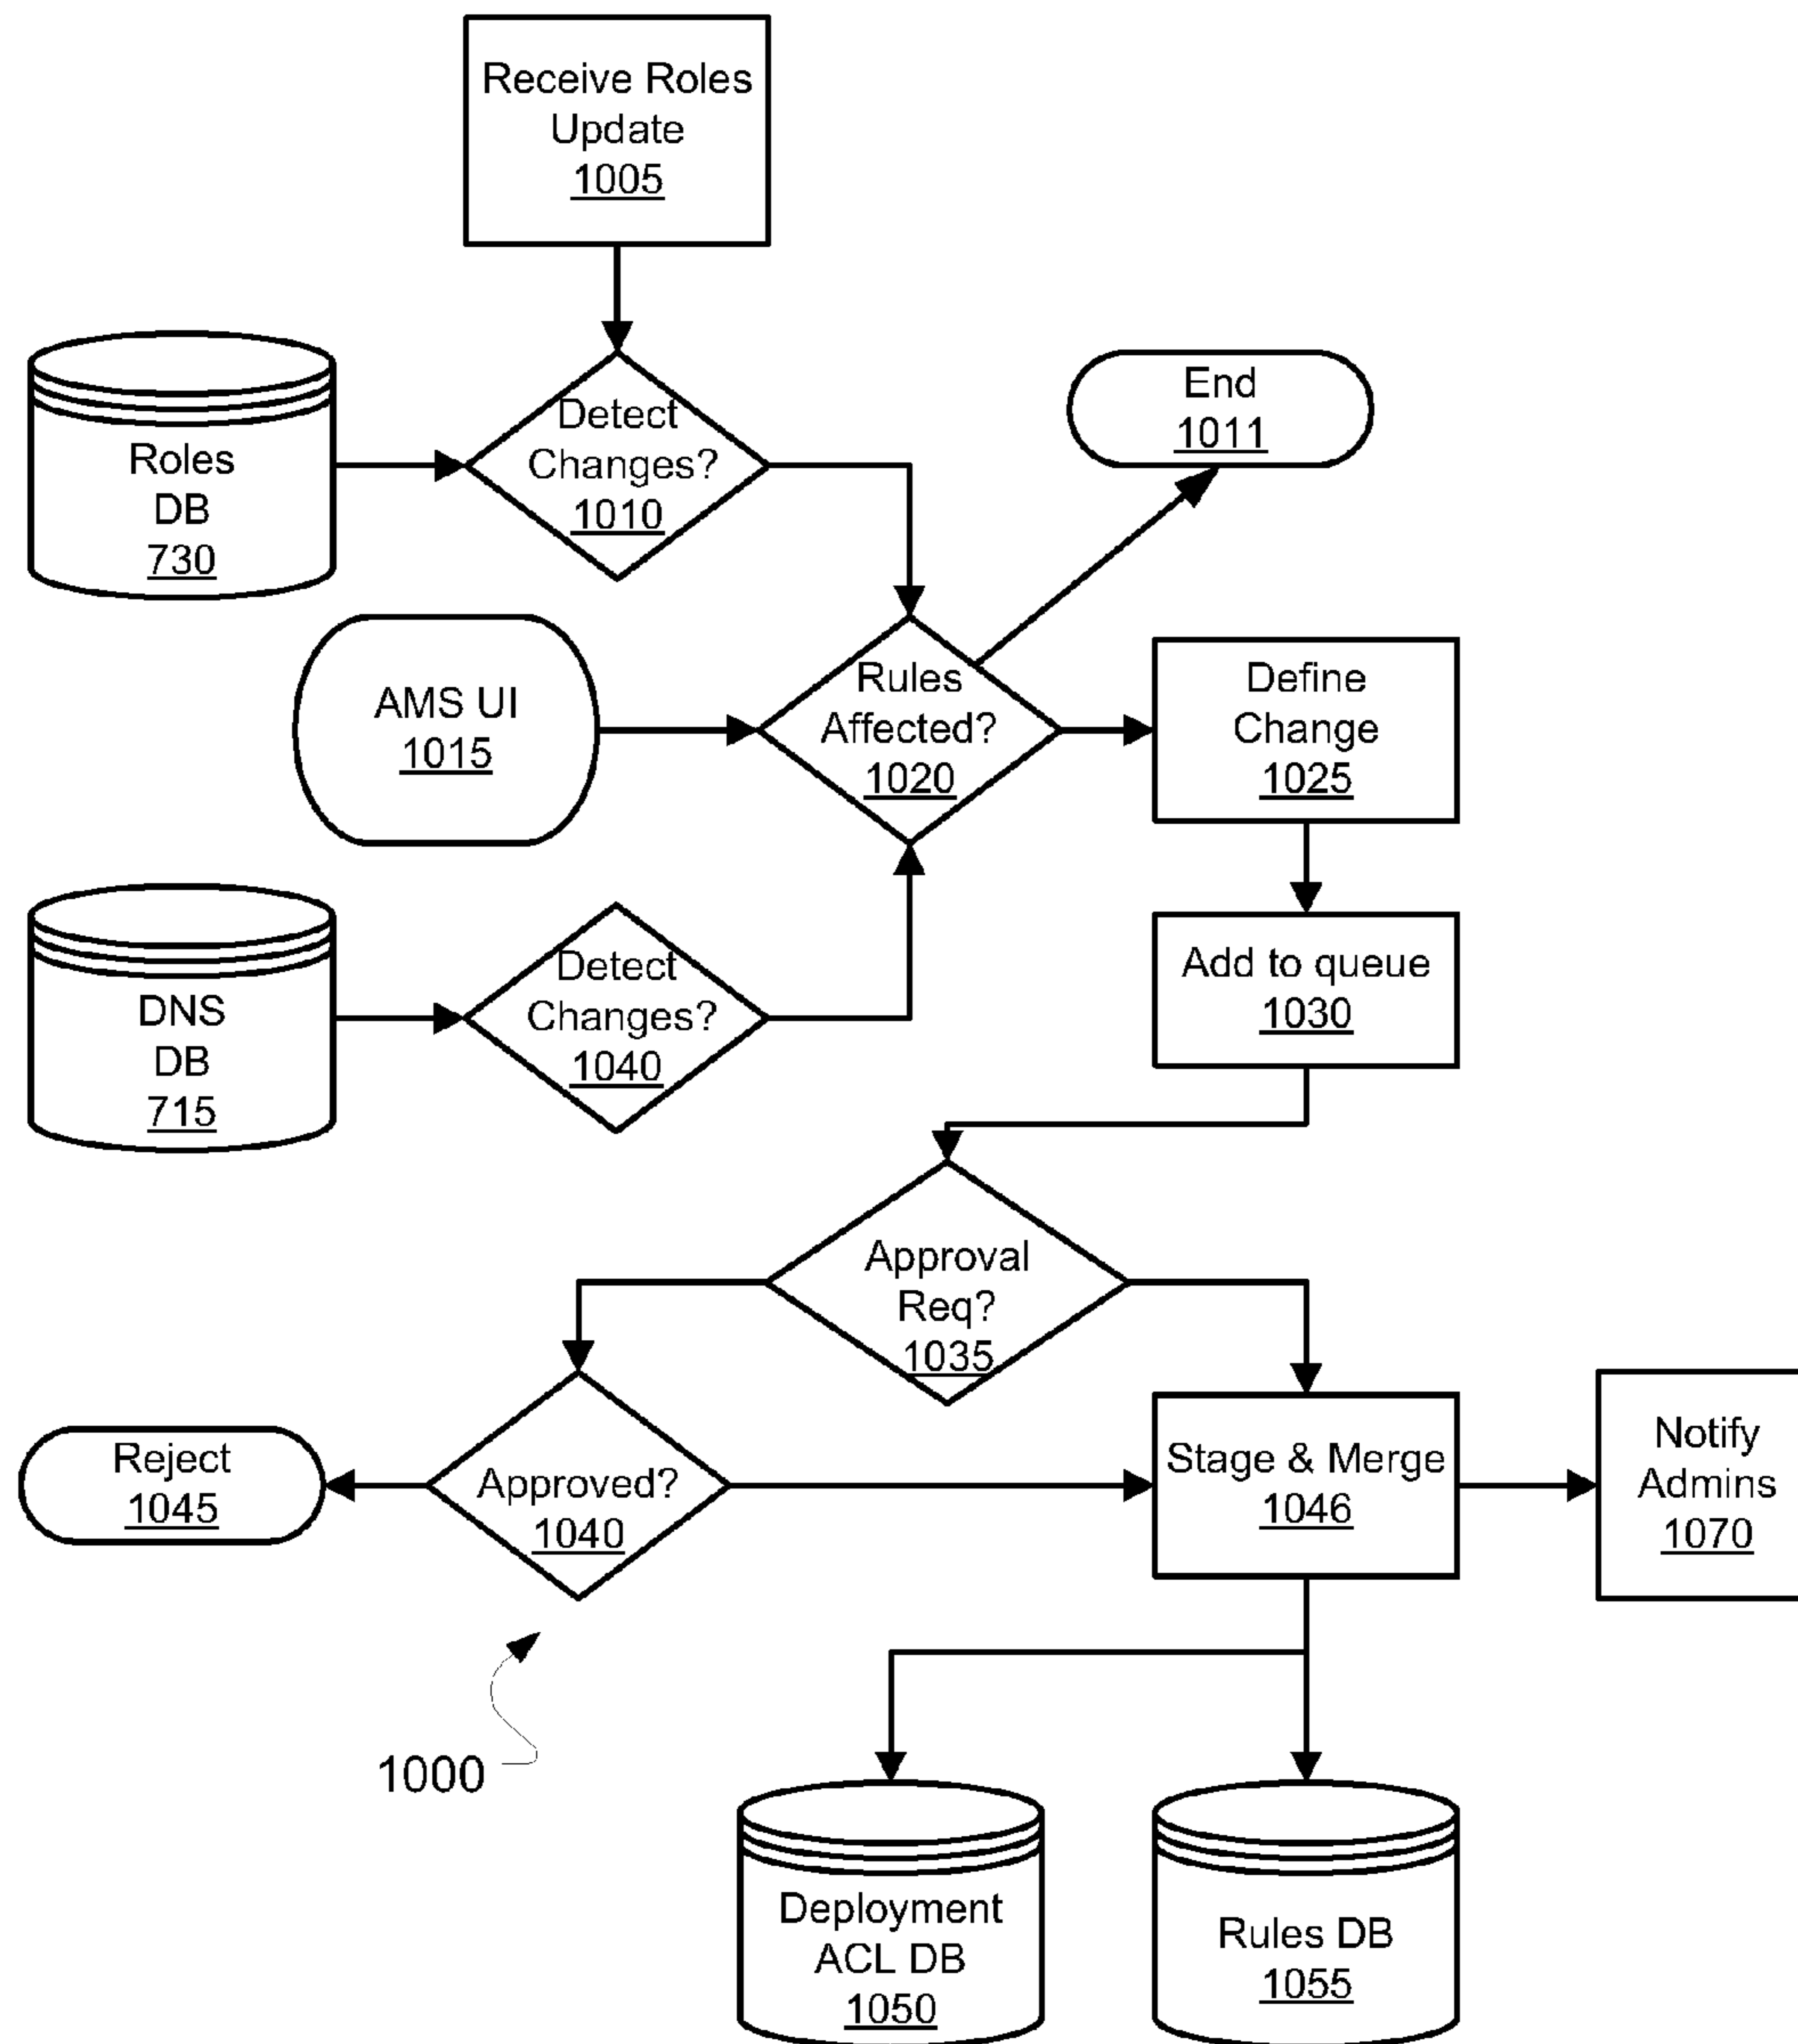 Receive Roles
Update
1005
Roles
DB
730
Detect
Changes?
1010
End
1011
AMS UI
1015
Rules
Affected?
1020
Define
Change
1025
DNS
DB
715
Detect
Changes?
1040
Add to queue
1030
Approval
Req?
1035
Reject
1045
Approved?
1040
Stage & Merge
1046
Notify
Admins
1070
1000
Deployment
ACL DB
1050
Rules DB
1055